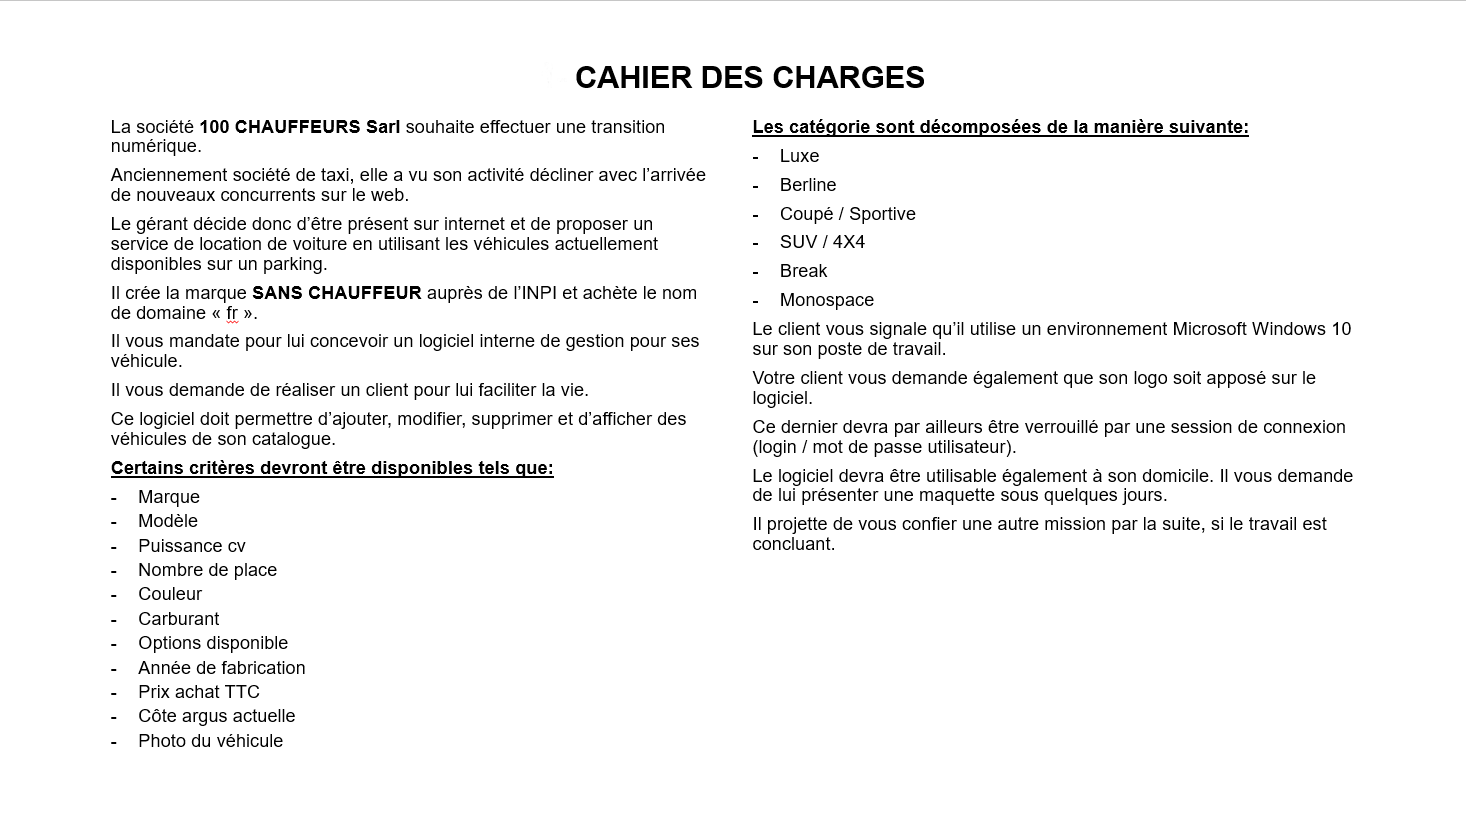 CAHIER DES CHARGES
La société 100 CHAUFFEURS Sarl souhaite effectuer une transition
numérique.
Anciennement société de taxi, elle a vu son activité décliner avec l’arrivée
de nouveaux concurrents sur le web.
Le gérant décide donc d’être présent sur internet et de proposer un
service de location de voiture en utilisant les véhicules actuellement
disponibles sur un parking.
Il crée la marque SANS CHAUFFEUR auprès de l’INPI et achète le nom
de domaine « fr ».
Il vous mandate pour lui concevoir un logiciel interne de gestion pour ses
véhicule.
Il vous demande de réaliser un client pour lui faciliter la vie.
Ce logiciel doit permettre d’ajouter, modifier, supprimer et d’afficher des
véhicules de son catalogue.
Certains critères devront être disponibles tels que:
- Marque
- Modèle
- Puissance cv
- Nombre de place
- Couleur
- Carburant
- Options disponible
- Année de fabrication
- Prix achat TTC
- Côte argus actuelle
- Photo du véhicule
Les catégorie sont décomposées de la manière suivante:
- Luxe
- Berline
- Coupé / Sportive
- SUV / 4X4
- Break
- Monospace
Le client vous signale qu’il utilise un environnement Microsoft Windows 10
sur son poste de travail.
Votre client vous demande également que son logo soit apposé sur le
logiciel.
Ce dernier devra par ailleurs être verrouillé par une session de connexion
(login / mot de passe utilisateur).
Le logiciel devra être utilisable également à son domicile. Il vous demande
de lui présenter une maquette sous quelques jours.
Il projette de vous confier une autre mission par la suite, si le travail est
concluant.